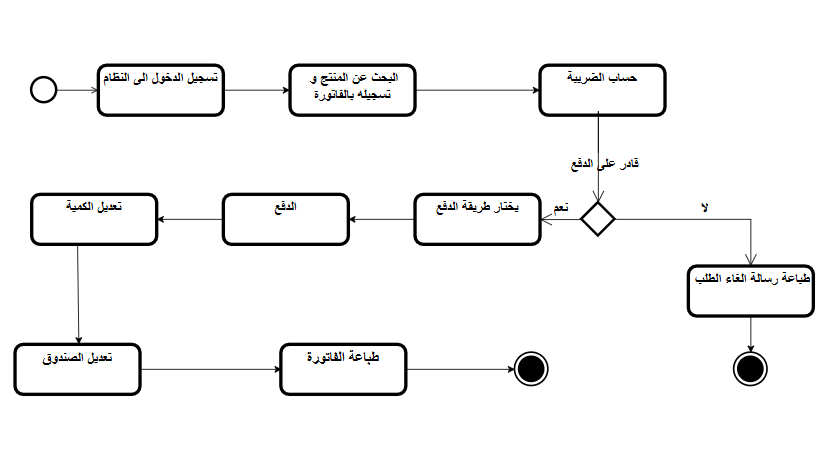 تسجيل الدخول الى النظام
البحث عن المنتج و
تسجيله بالفاتورة
حساب الضريبة
قادر على الدفع
لا
نعم
يختار طريقة الدفع
الدفع
تعديل الكمية
طباعة رسالة الغاء الطلب
تعديل الصندوق
طباعة الفاتورة